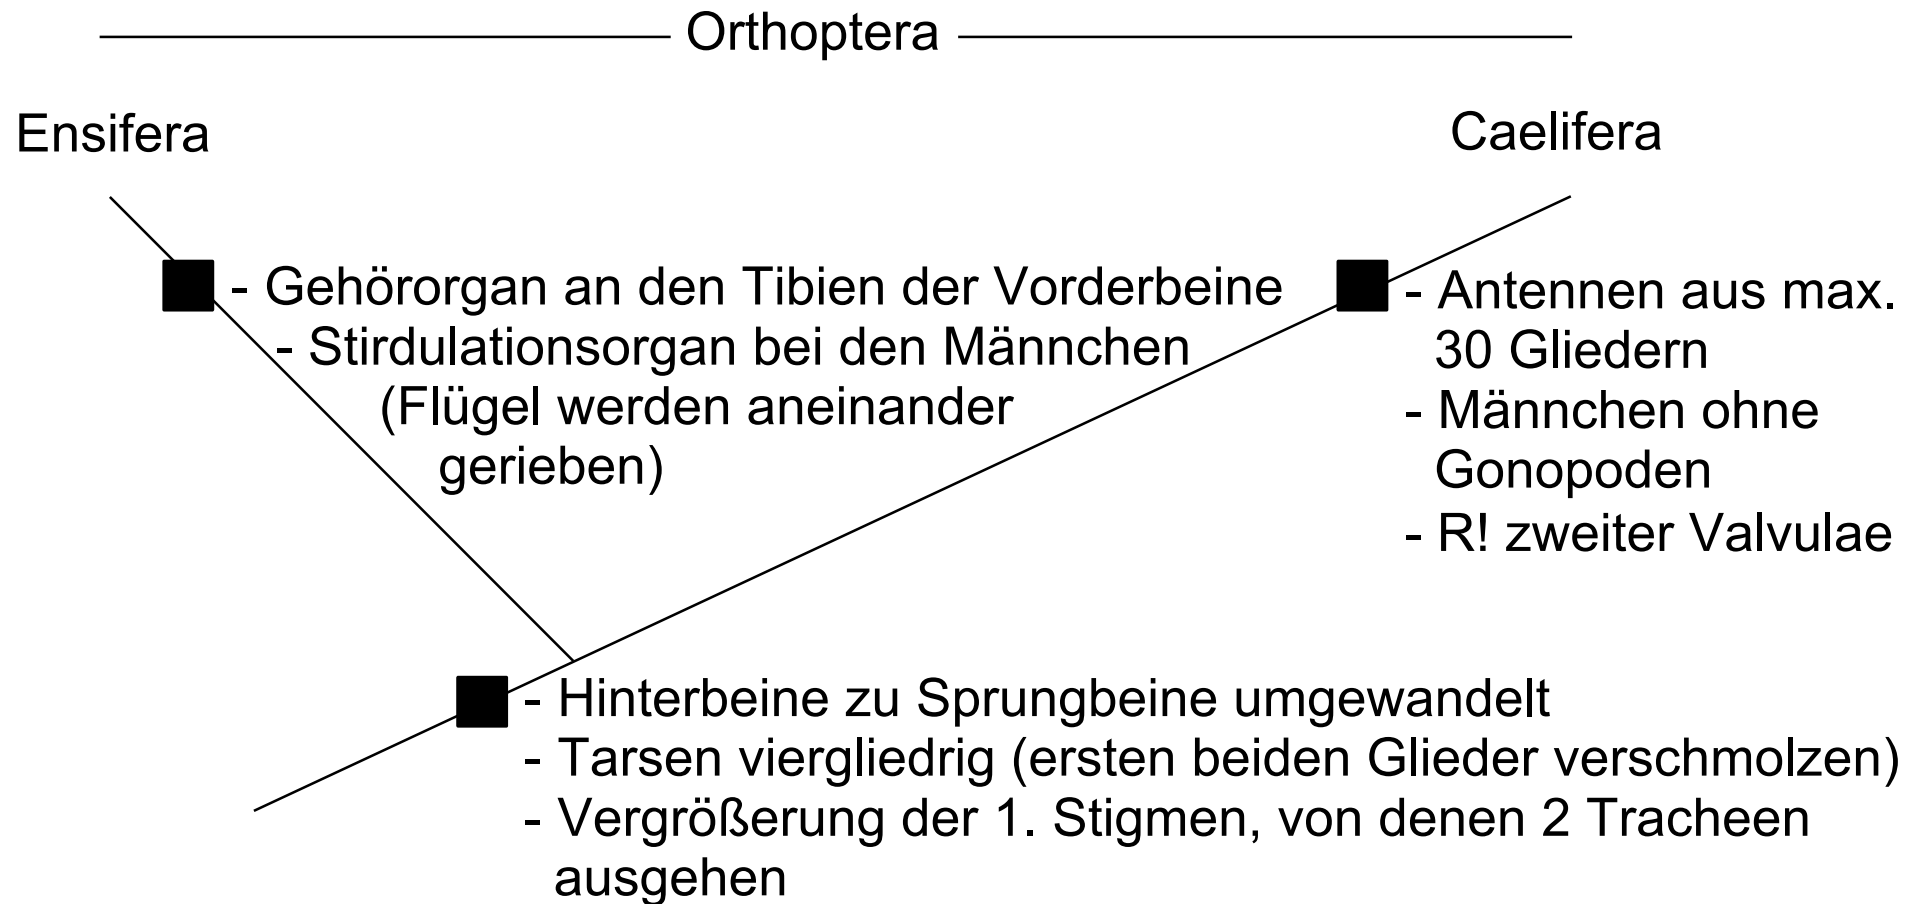 Orthoptera
Ensifera
Caelifera
- Gehörorgan an den Tibien der Vorderbeine
- Stirdulationsorgan bei den Männchen
(Flügel werden aneinander
gerieben)
- Antennen aus max.
30 Gliedern
- Männchen ohne
Gonopoden
- R! zweiter Valvulae
- Hinterbeine zu Sprungbeine umgewandelt
- Tarsen viergliedrig (ersten beiden Glieder verschmolzen)
- Vergrößerung der 1. Stigmen, von denen 2 Tracheen
ausgehen